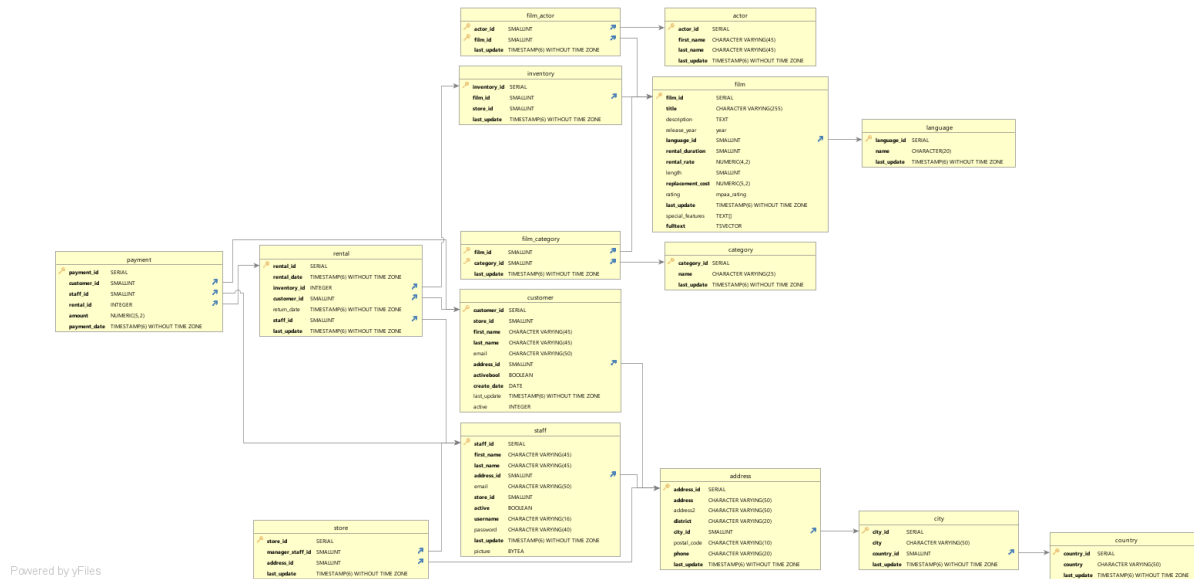 film_actor
actor_id SMALLINT
film_id SMALLINT
last_update TIMESTAMP(6) WITHOUT TIME ZONE
actor
actor_id SERIAL
first_name CHARACTER VARYING(45)
last_name CHARACTER VARYING(45)
last_update TIMESTAMP(6) WITHOUT TIME ZONE
inventory
inventory_id SERIAL
film_id SMALLINT
store_id SMALLINT
last_update TIMESTAMP(6) WITHOUT TIME ZONE
film
film_id SERIAL
title CHARACTER VARYING(255)
description TEXT
release_year year
language_id SMALLINT
rental_duration SMALLINT
rental_rate NUMERIC(4,2)
length SMALLINT
replacement_cost NUMERIC(5,2)
rating mpaa_rating
last_update TIMESTAMP(6) WITHOUT TIME ZONE
special_features TEXT[]
fulltext TSVECTOR
language
language_id SERIAL
name CHARACTER(20)
last_update TIMESTAMP(6) WITHOUT TIME ZONE
film_category
film_id SMALLINT
category_id SMALLINT
last_update TIMESTAMP(6) WITHOUT TIME ZONE
category
category_id SERIAL
name CHARACTER VARYING(25)
last_update TIMESTAMP(6) WITHOUT TIME ZONE
payment
payment_id SERIAL
customer_id SMALLINT
staff_id SMALLINT
rental_id INTEGER
amount NUMERIC(5,2)
payment_date TIMESTAMP(6) WITHOUT TIME ZONE
rental
rental_id SERIAL
rental_date TIMESTAMP(6) WITHOUT TIME ZONE
inventory_id INTEGER
customer_id SMALLINT
return_date TIMESTAMP(6) WITHOUT TIME ZONE
staff_id SMALLINT
last_update TIMESTAMP(6) WITHOUT TIME ZONE
customer
customer_id SERIAL
store_id SMALLINT
first_name CHARACTER VARYING(45)
last_name CHARACTER VARYING(45)
email CHARACTER VARYING(50)
address_id SMALLINT
activebool BOOLEAN
create_date DATE
last_update TIMESTAMP(6) WITHOUT TIME ZONE
active INTEGER
staff
staff_id SERIAL
first_name CHARACTER VARYING(45)
last_name CHARACTER VARYING(45)
address_id SMALLINT
email CHARACTER VARYING(50)
store_id SMALLINT
active BOOLEAN
username CHARACTER VARYING(16)
password CHARACTER VARYING(40)
last_update TIMESTAMP(6) WITHOUT TIME ZONE
picture BYTEA
address
address_id SERIAL
address CHARACTER VARYING(50)
address2 CHARACTER VARYING(50)
district CHARACTER VARYING(20)
city_id SMALLINT
postal_code CHARACTER VARYING(10)
phone CHARACTER VARYING(20)
last_update TIMESTAMP(6) WITHOUT TIME ZONE
store
store_id SERIAL
manager_staff_id SMALLINT
address_id SMALLINT
last_update TIMESTAMP(6) WITHOUT TIME ZONE
city
city_id SERIAL
city CHARACTER VARYING(50)
country_id SMALLINT
last_update TIMESTAMP(6) WITHOUT TIME ZONE
country
country_id SERIAL
country CHARACTER VARYING(50)
last_update TIMESTAMP(6) WITHOUT TIME ZONE
Powered by yFiles